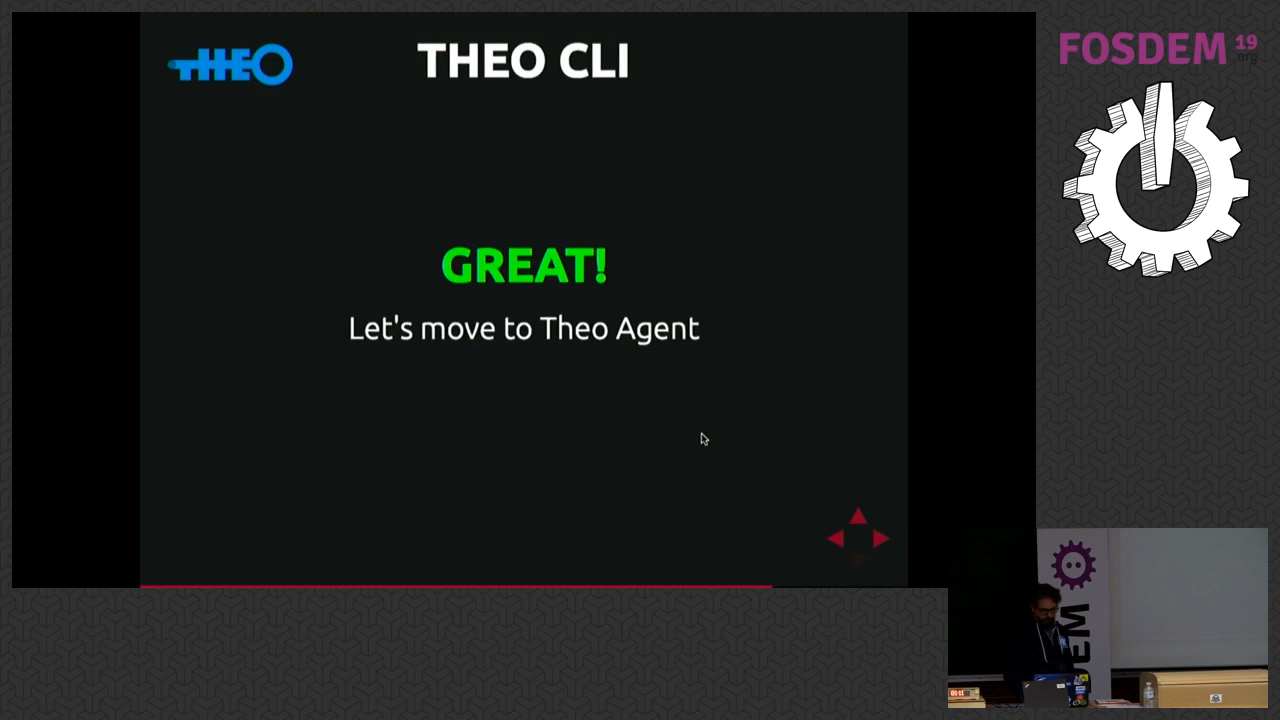 THEO
THEO CLI
GREAT!
Let's move to Theo Agent
FOSDEM 19
.org